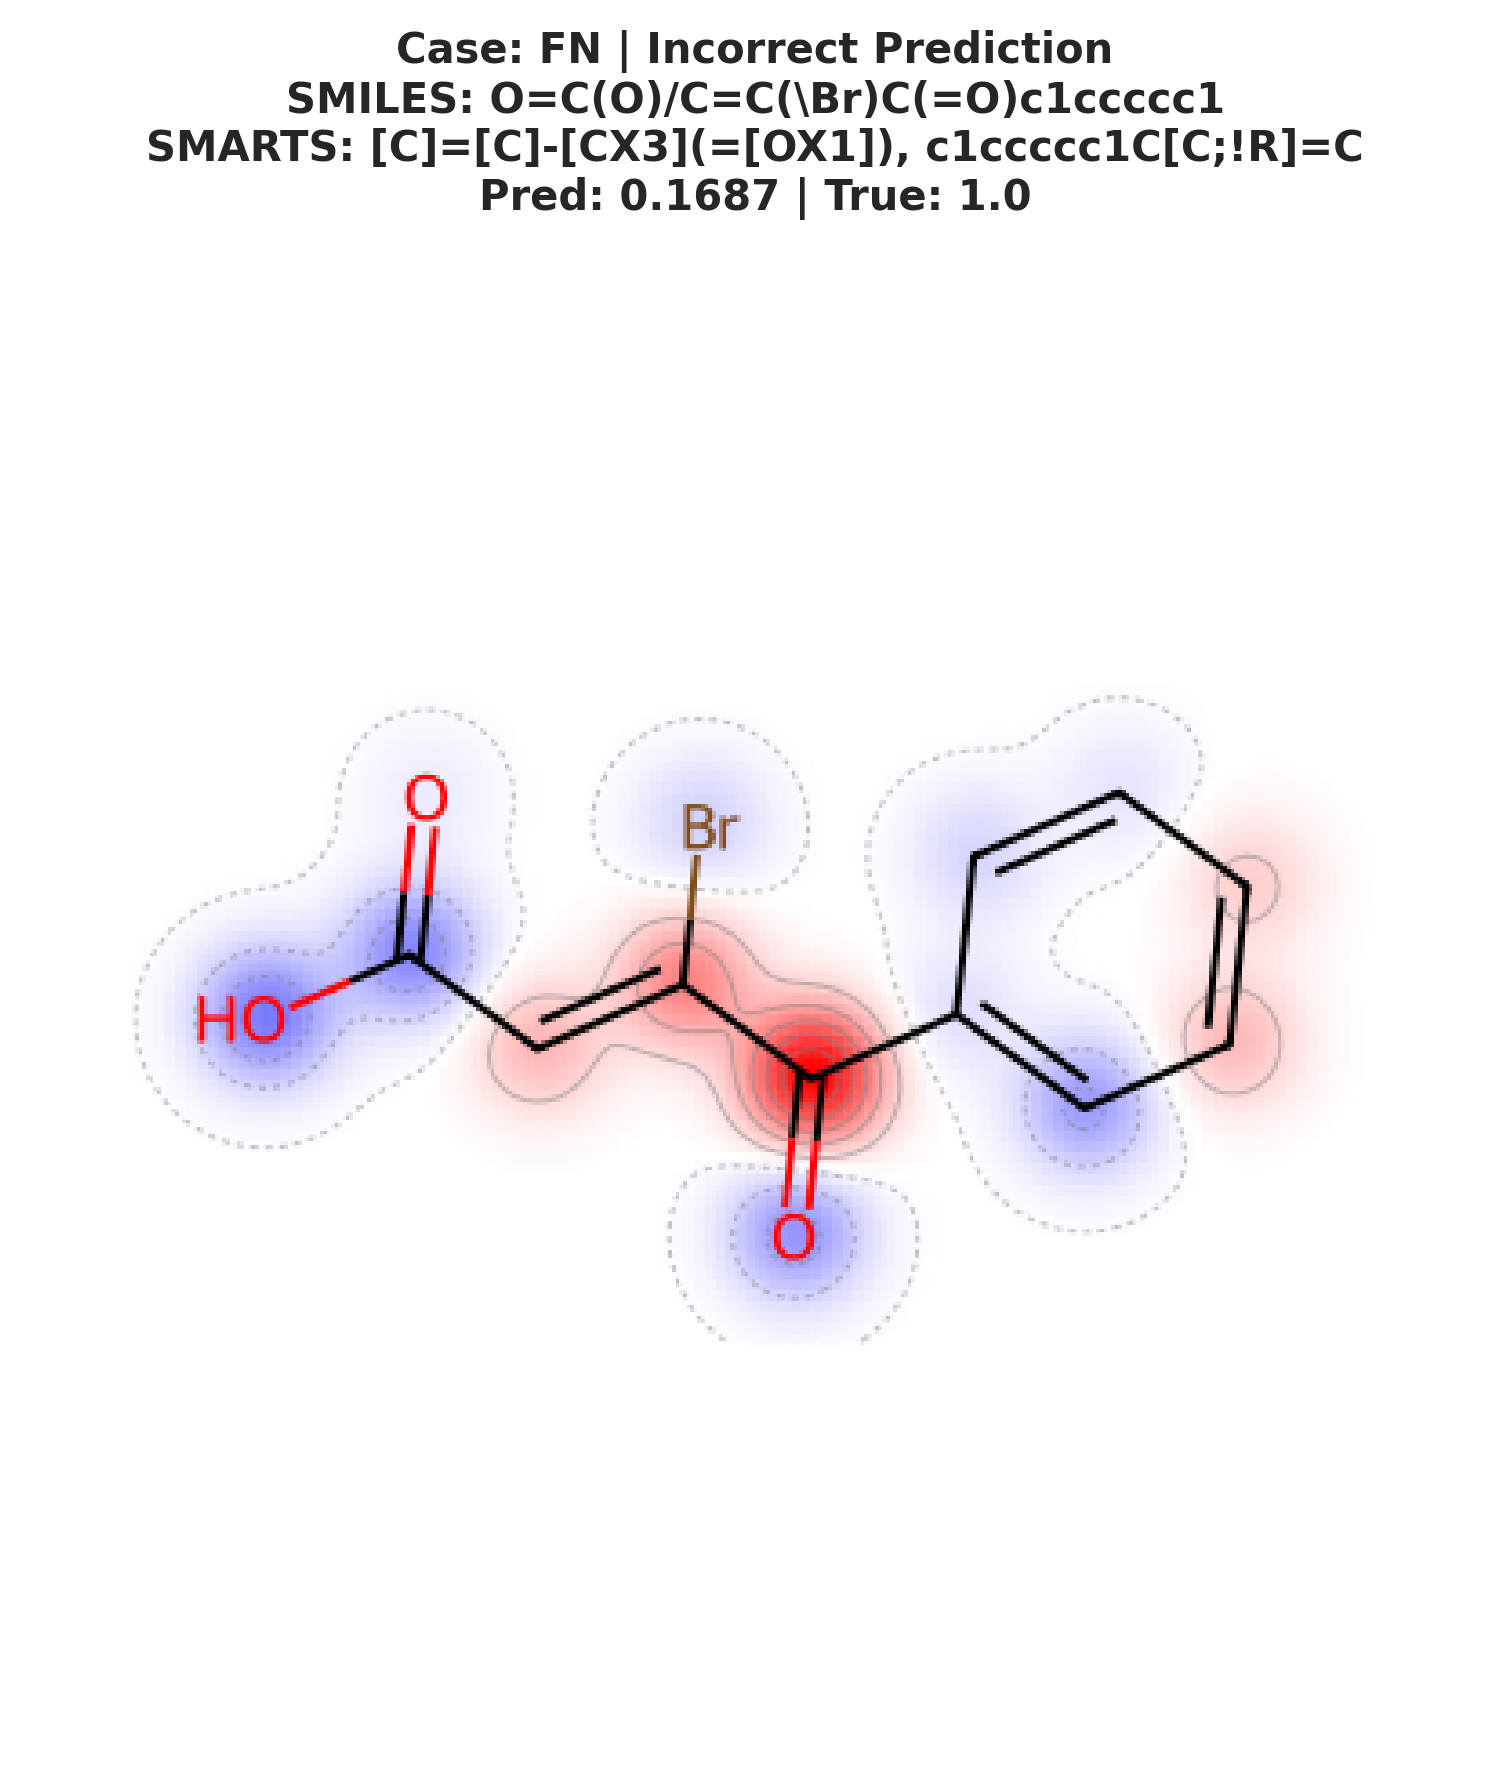 Case: FN | Incorrect Prediction
SMILES: O=C(O)/C=C(\Br)C(=O)c1ccccc1
SMARTS: [C]=[C]-[CX3](=[OX1]), c1ccccc1C[C;!R]=C
Pred: 0.1687 | True: 1.0
O
Br
HO
O